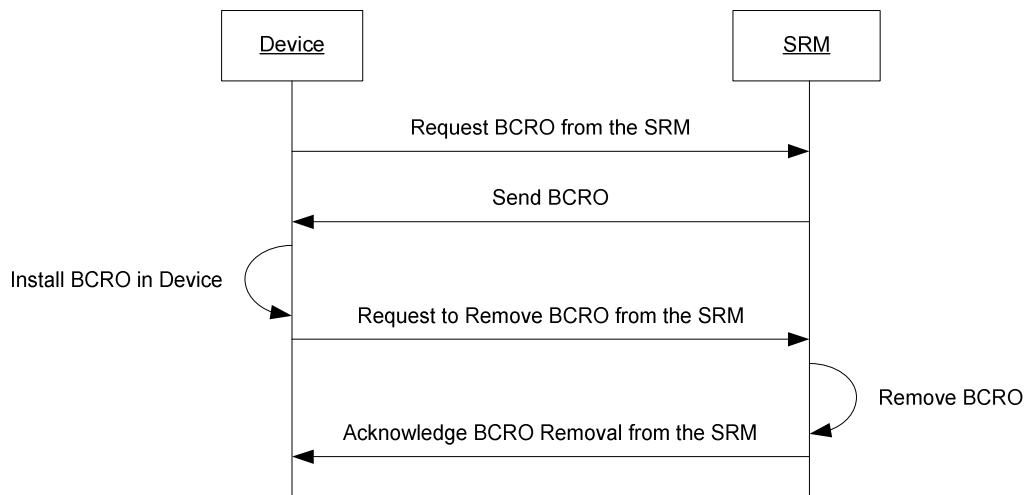 Device
SRM
Request BCRO from the SRM
Send BCRO
Install BCRO in Device
Request to Remove BCRO from the SRM
Remove BCRO
Acknowledge BCRO Removal from the SRM